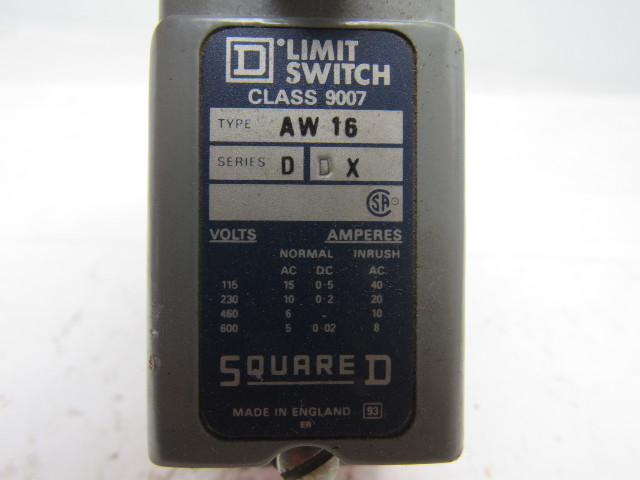 D LIMIT
SWITCH
CLASS 9007
TYPE AW 16
SERIES D D X
SA
VOLTS AMPERES
NORMAL INRUSH
AC DC AC
115 15 0·5 40
230 10 0·2 20
460 6 - 10
600 5 0·02 8
SQUARE D
MADE IN ENGLAND 93
ER